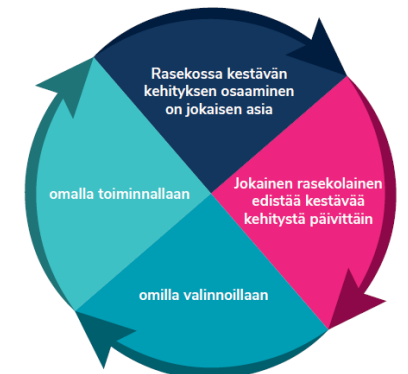 Rasekossa kestävän
kehityksen osaaminen
on jokaisen asia
Jokainen rasekolainen
edistää kestävää
kehitystä päivittäin
omilla valinnoillaan
omalla toiminnallaan